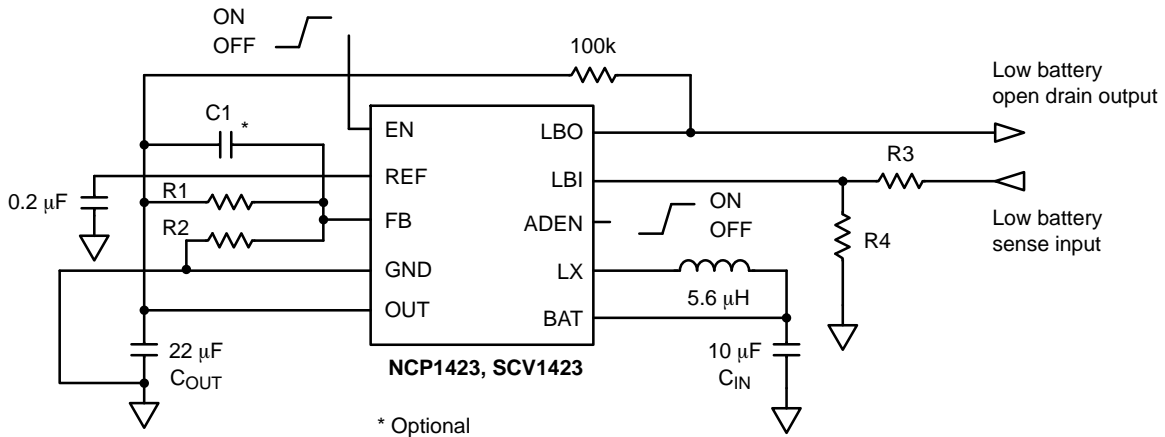 ON
OFF
100k
Low battery
open drain output
C1
*
EN
LBO
R3
REF
LBI
0.2 μF
R1
FB
ADEN
ON
OFF
R2
R4
Low battery
sense input
GND
LX
5.6 μH
OUT
BAT
22 μF
COUT
10 μF
CIN
NCP1423, SCV1423
* Optional